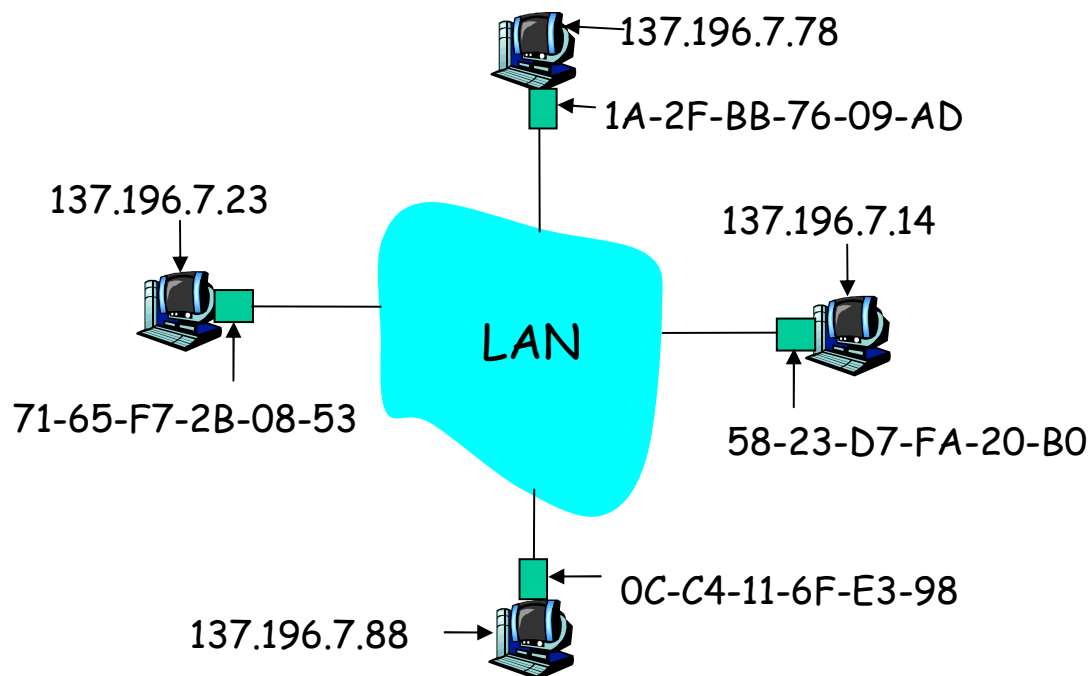 137.196.7.78
1A-2F-BB-76-09-AD
137.196.7.23
137.196.7.14
LAN
71-65-F7-2B-08-53
58-23-D7-FA-20-B0
0C-C4-11-6F-E3-98
137.196.7.88